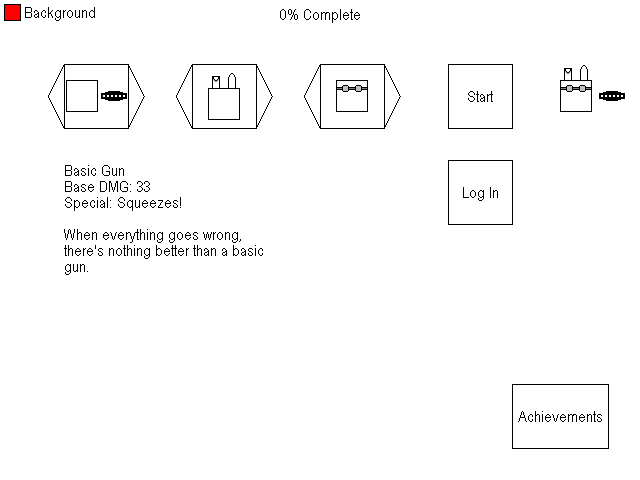 Background
0% Complete
Start
Basic Gun
Base DMG: 33
Special: Squeezes!
Log In
When everything goes wrong,
there's nothing better than a basic
gun.
Achievements